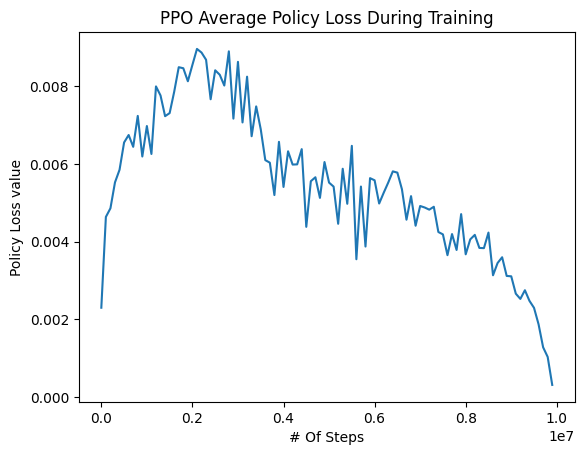 PPO Average Policy Loss During Training
Policy Loss value
0.008
0.006
0.004
0.002
0.000
0.0 0.2 0.4 0.6 0.8 1.0
1e7
# Of Steps